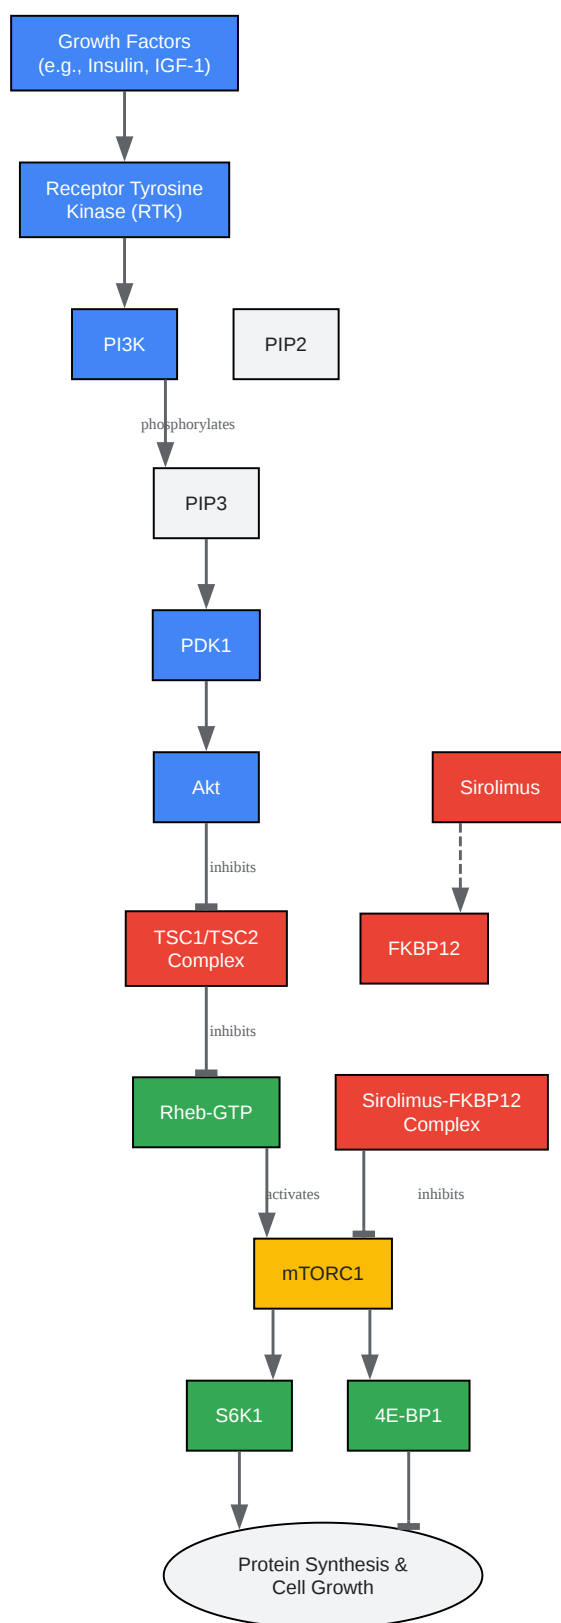 Growth Factors
(e.g., Insulin, IGF-1)
Receptor Tyrosine
Kinase (RTK)
PI3K
PIP2
phosphorylates
PIP3
PDK1
Akt
Sirolimus
inhibits
TSC1/TSC2
Complex
FKBP12
inhibits
Rheb-GTP
Sirolimus-FKBP12
Complex
activates
inhibits
mTORC1
S6K1
4E-BP1
Protein Synthesis &
Cell Growth